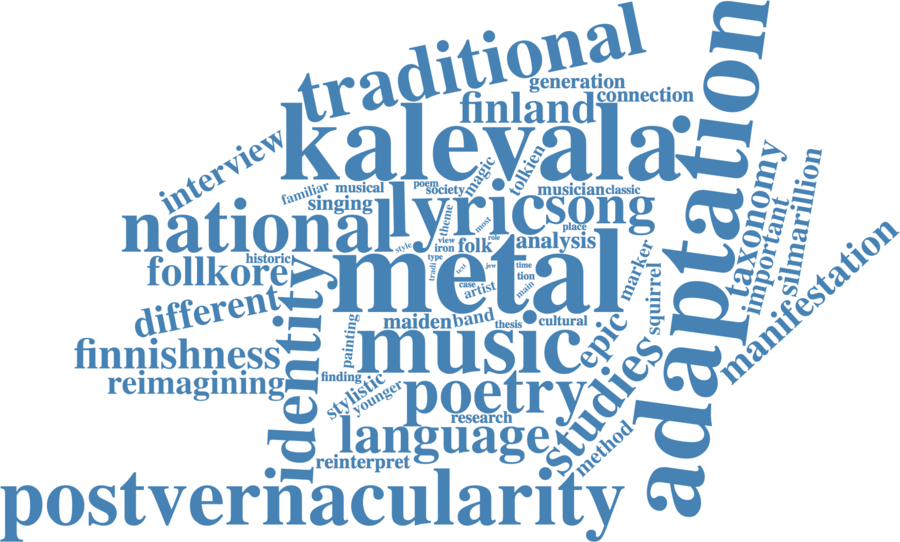 traditional
generation
connection
adaptation
finland
kalevala
interview
magic
tolkien
taxonomy
silmarillion
familiar
musical
poem
society
musician
classic
singing
national
lyric
song
theme
most
place
important
style
view
folk
role
analysis
iron
historic
type
follkore
metal
tradi
text
jew
time
tion
marker
squirrel
manifestation
case
artist
main
different
identity
painting
maiden
band
thesis
cultural
epic
finnishness
music
reimagining
finding
stylistic
younger
poetry
studies
research
language
method
reinterpret
postvernacularity